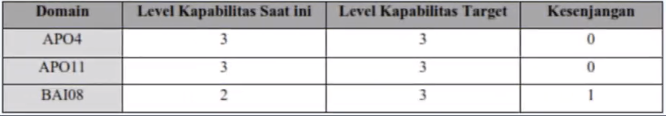 Domain Level Kapabilitas Saat ini Level Kapabilitas Target Kesenjangan
APO4 3 3 0
APO11 3 3 0
BAI08 2 3 1